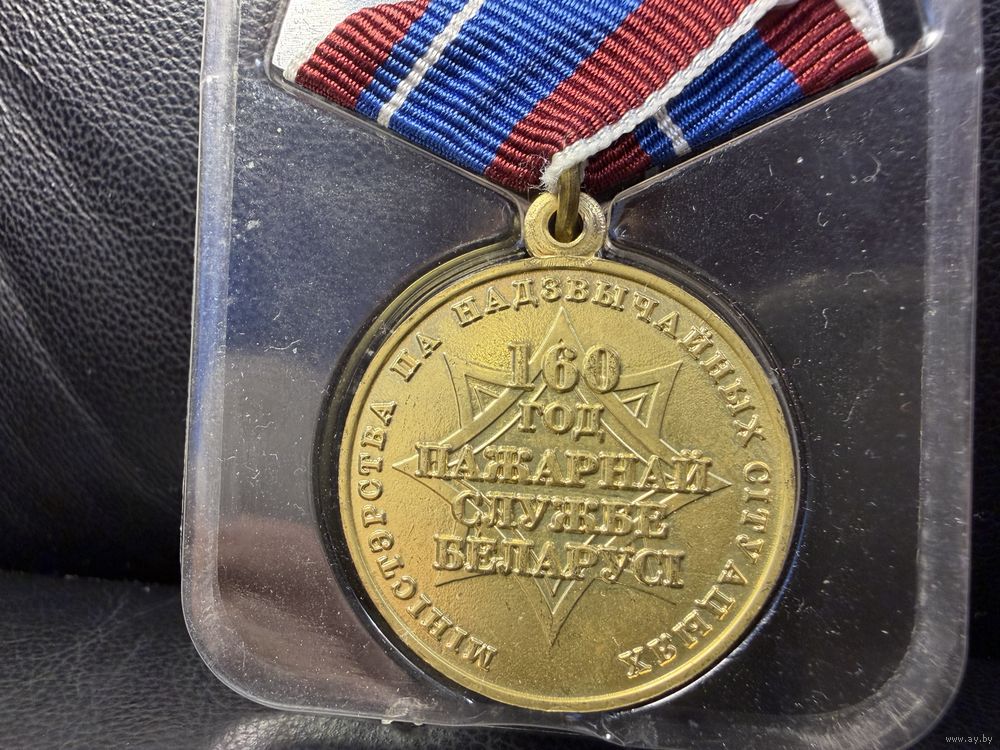 МІНІСТЭРСТВА ПА НАДЗВЫЧАЙНЫХ СІТУАЦЫЯХ
160
ГОД
ПАЖАРНАЙ
СЛУЖБЕ
БЕЛАРУСІ
www.ay.by